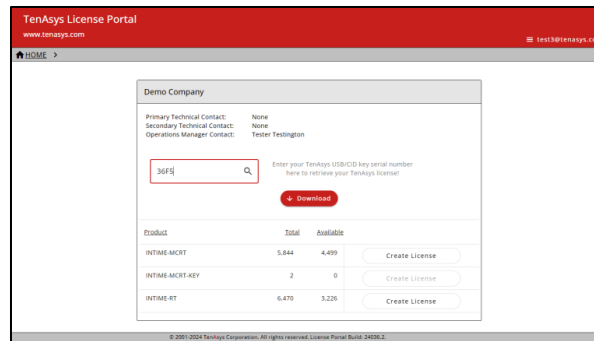 TenAsys License Portal
www.tenasys.com
test3@tenasys.co
HOME >
Demo Company
Primary Technical Contact: None
Secondary Technical Contact: None
Operations Manager Contact: Tester Testington
36F5
Enter your TenAsys USB/CID key serial number
here to retrieve your TenAsys license!
Download
Product Total Available
INTIME-MCRT 5,844 4,499 Create License
INTIME-MCRT-KEY 2 0 Create License
INTIME-RT 6,470 3,226 Create License
© 2001-2024 TenAsys Corporation. All rights reserved. License Portal Build: 24036.2.